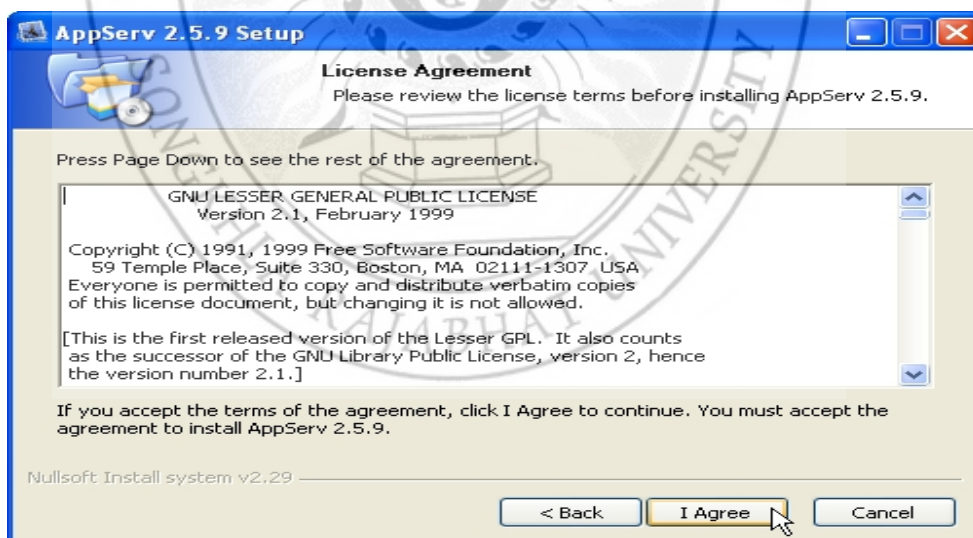 AppServ 2.5.9 Setup
License Agreement
Please review the license terms before installing AppServ 2.5.9.
Press Page Down to see the rest of the agreement.
GNU LESSER GENERAL PUBLIC LICENSE
Version 2.1, February 1999
Copyright (C) 1991, 1999 Free Software Foundation, Inc.
59 Temple Place, Suite 330, Boston, MA 02111-1307 USA
Everyone is permitted to copy and distribute verbatim copies
of this license document, but changing it is not allowed.
[This is the first released version of the Lesser GPL. It also counts
as the successor of the GNU Library Public License, version 2, hence
the version number 2.1.]
If you accept the terms of the agreement, click I Agree to continue. You must accept the
agreement to install AppServ 2.5.9.
Nullsoft Install system v2.29
< Back
I Agree
Cancel
RAJABHAT UNIVERSITY